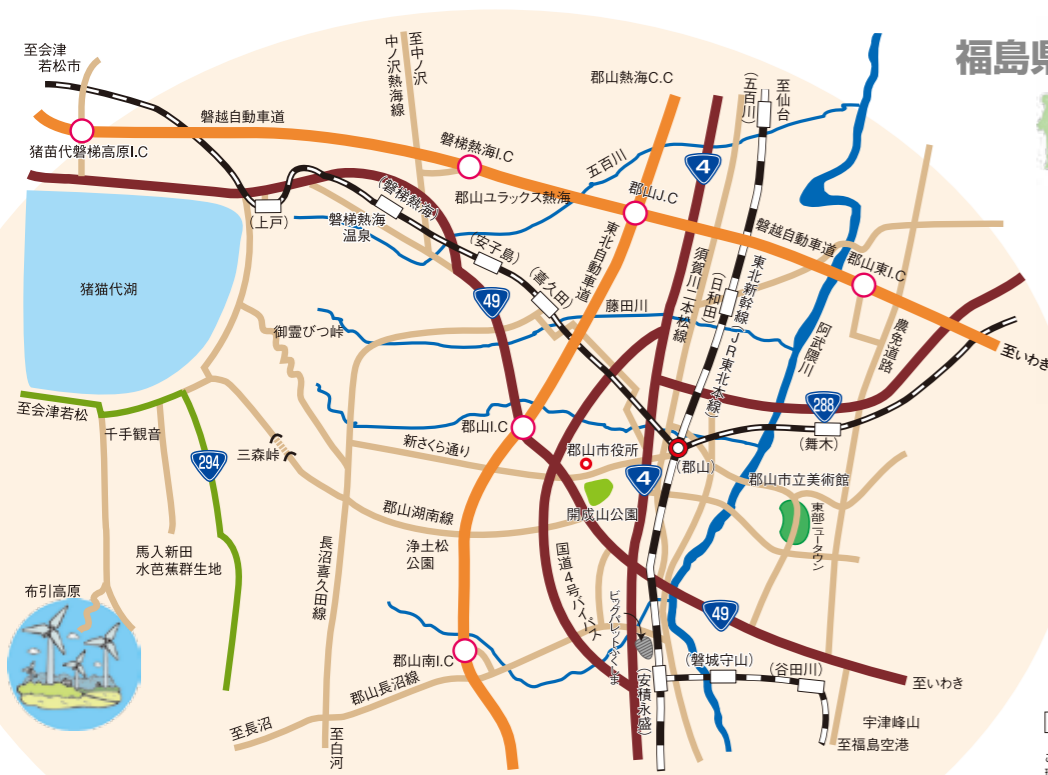 福島県
至会津
若松市
中ノ沢熱海線
至中ノ沢
郡山熱海C.C
(五百川)
至仙台
磐越自動車道
猪苗代磐梯高原I.C
磐梯熱海I.C
五百川
4
郡山ユラックス熱海
郡山J.C
(上戸)
(磐梯熱海)
磐梯熱海
温泉
(安子島)
(喜久田)
東北自動車道
須賀川二本松線
(日和田)
東北新幹線(JR東北本線)
磐越自動車道
郡山東I.C
猪猫代湖
49
藤田川
阿武隈川
農免道路
至いわき
御霊びつ峠
至会津若松
千手観音
294
三森峠
郡山I.C
新さくら通り
郡山市役所
4
(郡山)
288
(舞木)
郡山市立美術館
開成山公園
東部ニュータウン
郡山湖南線
浄土松
公園
馬入新田
水芭蕉群生地
長沼喜久田線
国道4号バイパス
ビッグパレットふくしま
49
布引高原
郡山南I.C
郡山長沼線
(安積永盛)
(磐城守山)
(谷田川)
至いわき
至長沼
至白河
宇津峰山
至福島空港